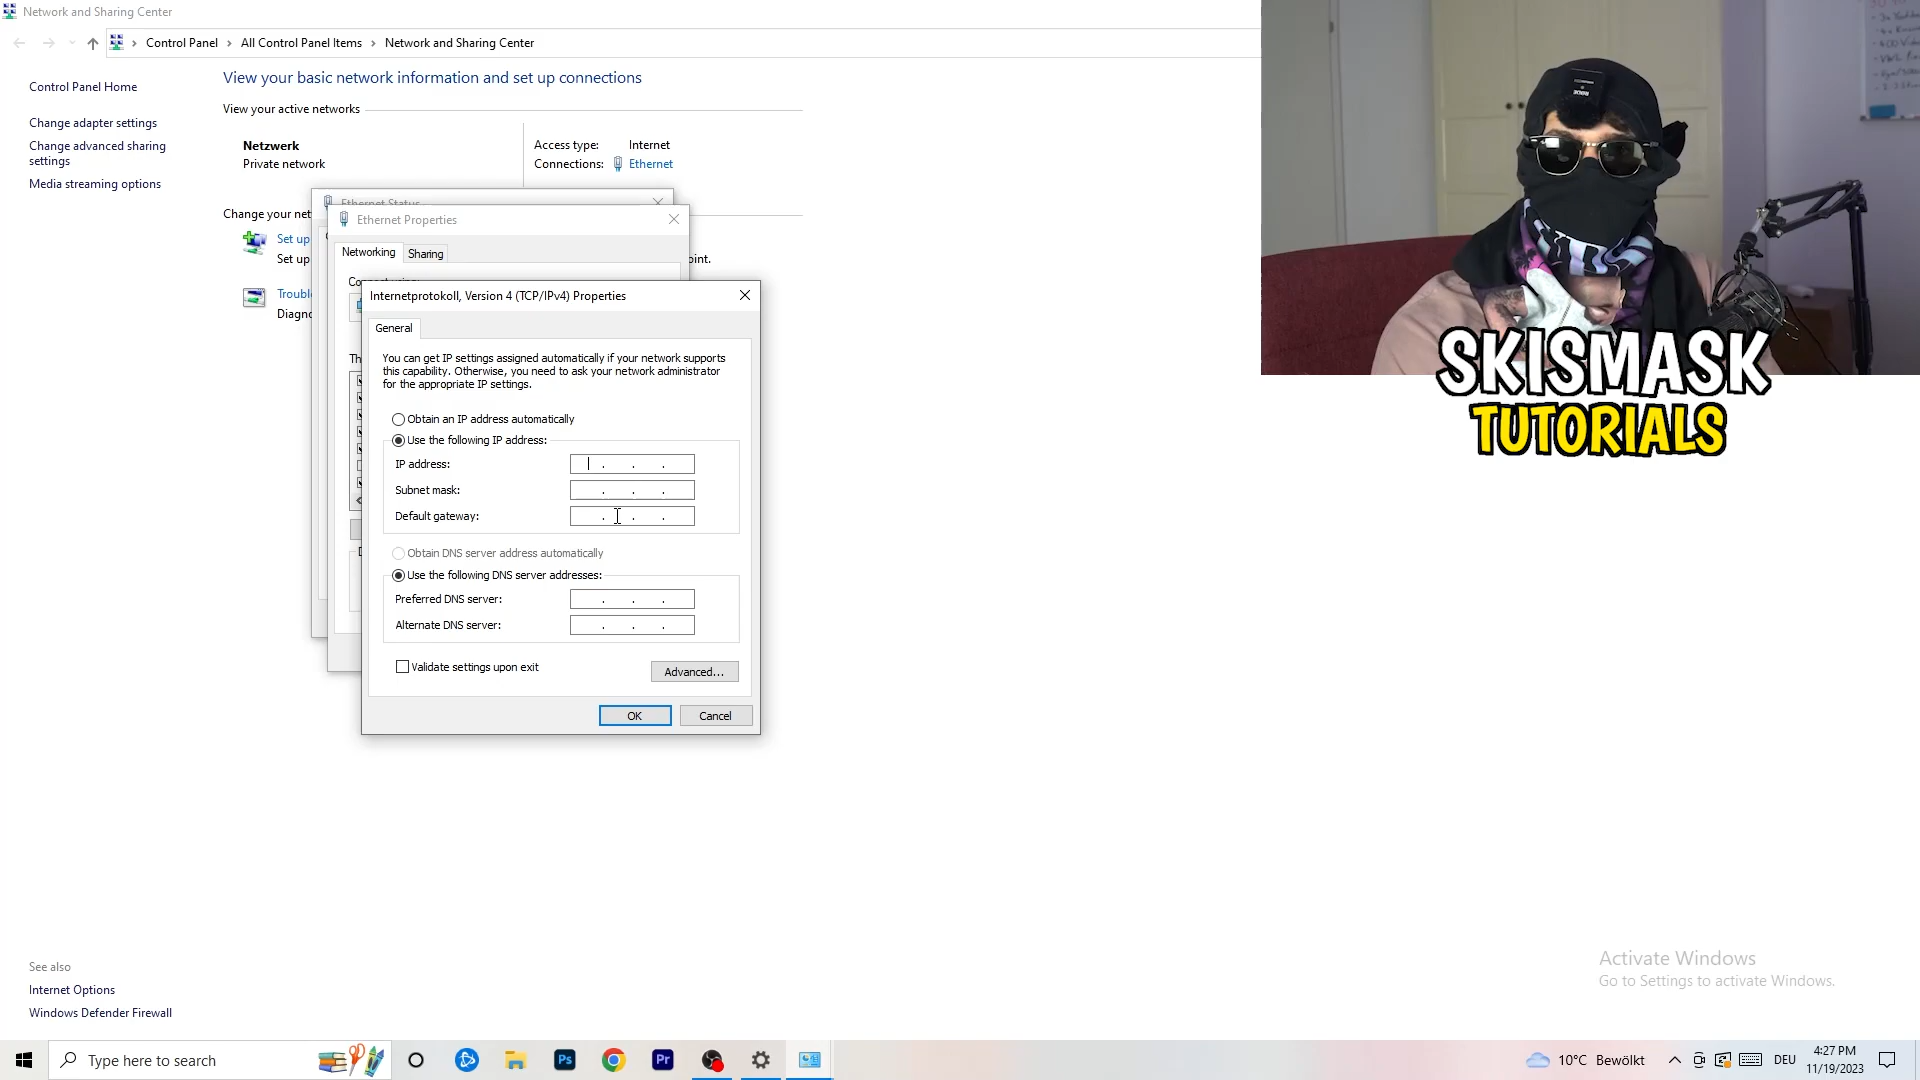 Network and Sharing Center
Control Panel > All Control Panel Items > Network and Sharing Center
Control Panel Home
Change adapter settings
Change advanced sharing
settings
Media streaming options
View your basic network information and set up connections
View your active networks
Netzwerk
Private network
Access type: Internet
Connections: Ethernet
Change your net
Set up
Set up
oint.
Troubl
Diagno
Ethernet Status
Ethernet Properties
Networking
Sharing
Internetprotokoll, Version 4 (TCP/IPv4) Properties
General
You can get IP settings assigned automatically if your network supports
this capability. Otherwise, you need to ask your network administrator
for the appropriate IP settings.
Obtain an IP address automatically
Use the following IP address:
IP address:
Subnet mask:
Default gateway:
Obtain DNS server address automatically
Use the following DNS server addresses:
Preferred DNS server:
Alternate DNS server:
Validate settings upon exit
Advanced...
OK
Cancel
RODE
SKISMASK
TUTORIALS
See also
Internet Options
Windows Defender Firewall
Activate Windows
Go to Settings to activate Windows.
Type here to search
Ps
Pr
10°C Bewölkt
DEU
4:27 PM
11/19/2023